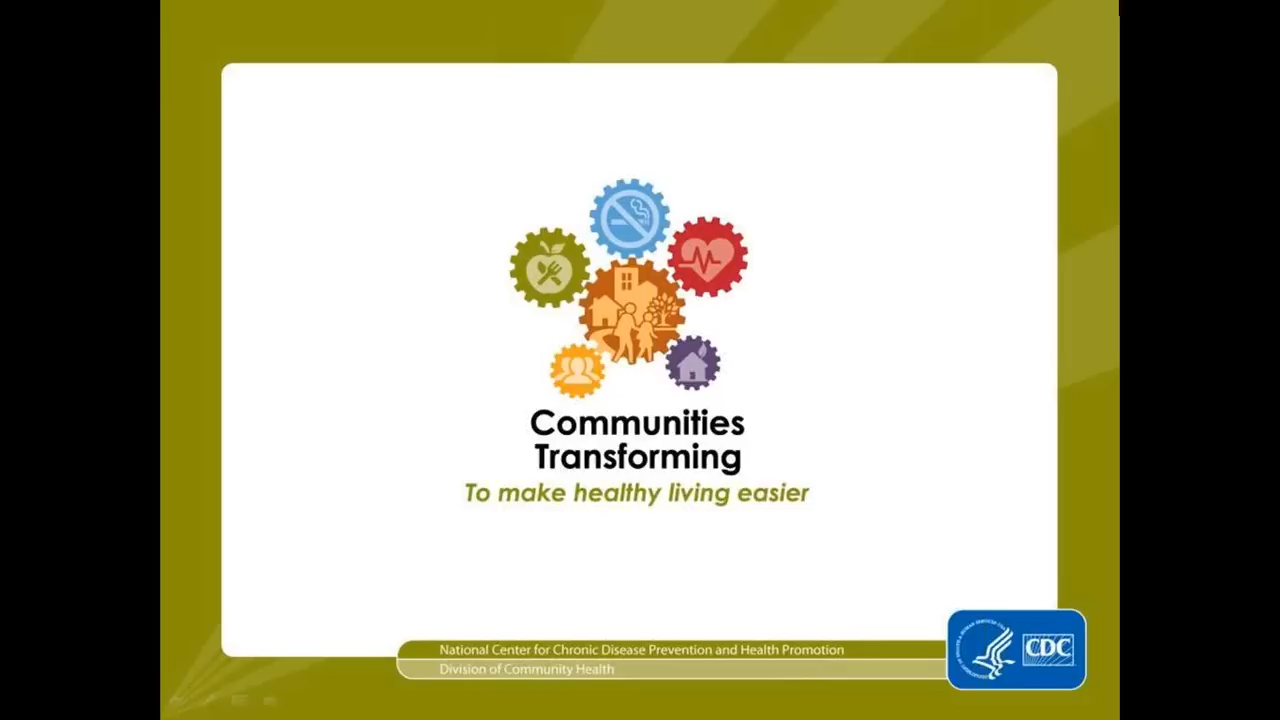 Communities
Transforming
To make healthy living easier
National Center for Chronic Disease Prevention and Health Promotion
Division of Community Health
CDC